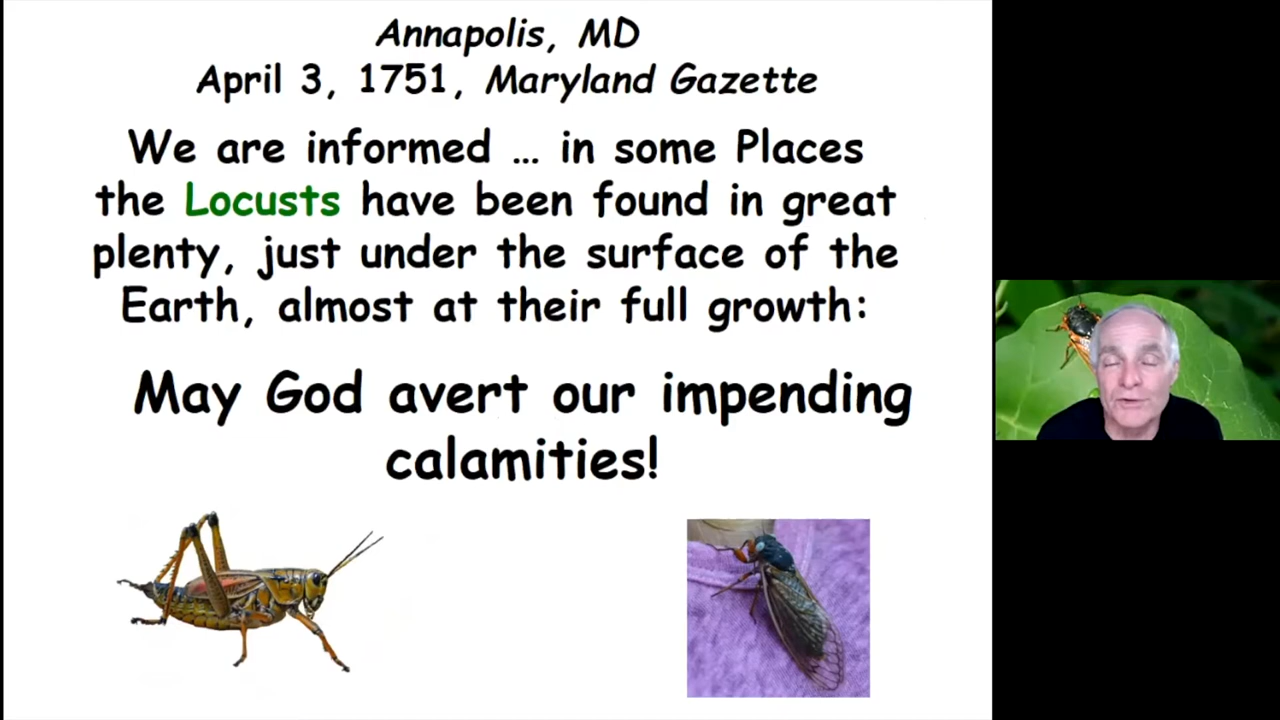 Annapolis, MD
April 3, 1751, Maryland Gazette
We are informed … in some Places
the Locusts have been found in great
plenty, just under the surface of the
Earth, almost at their full growth:
May God avert our impending
calamities!